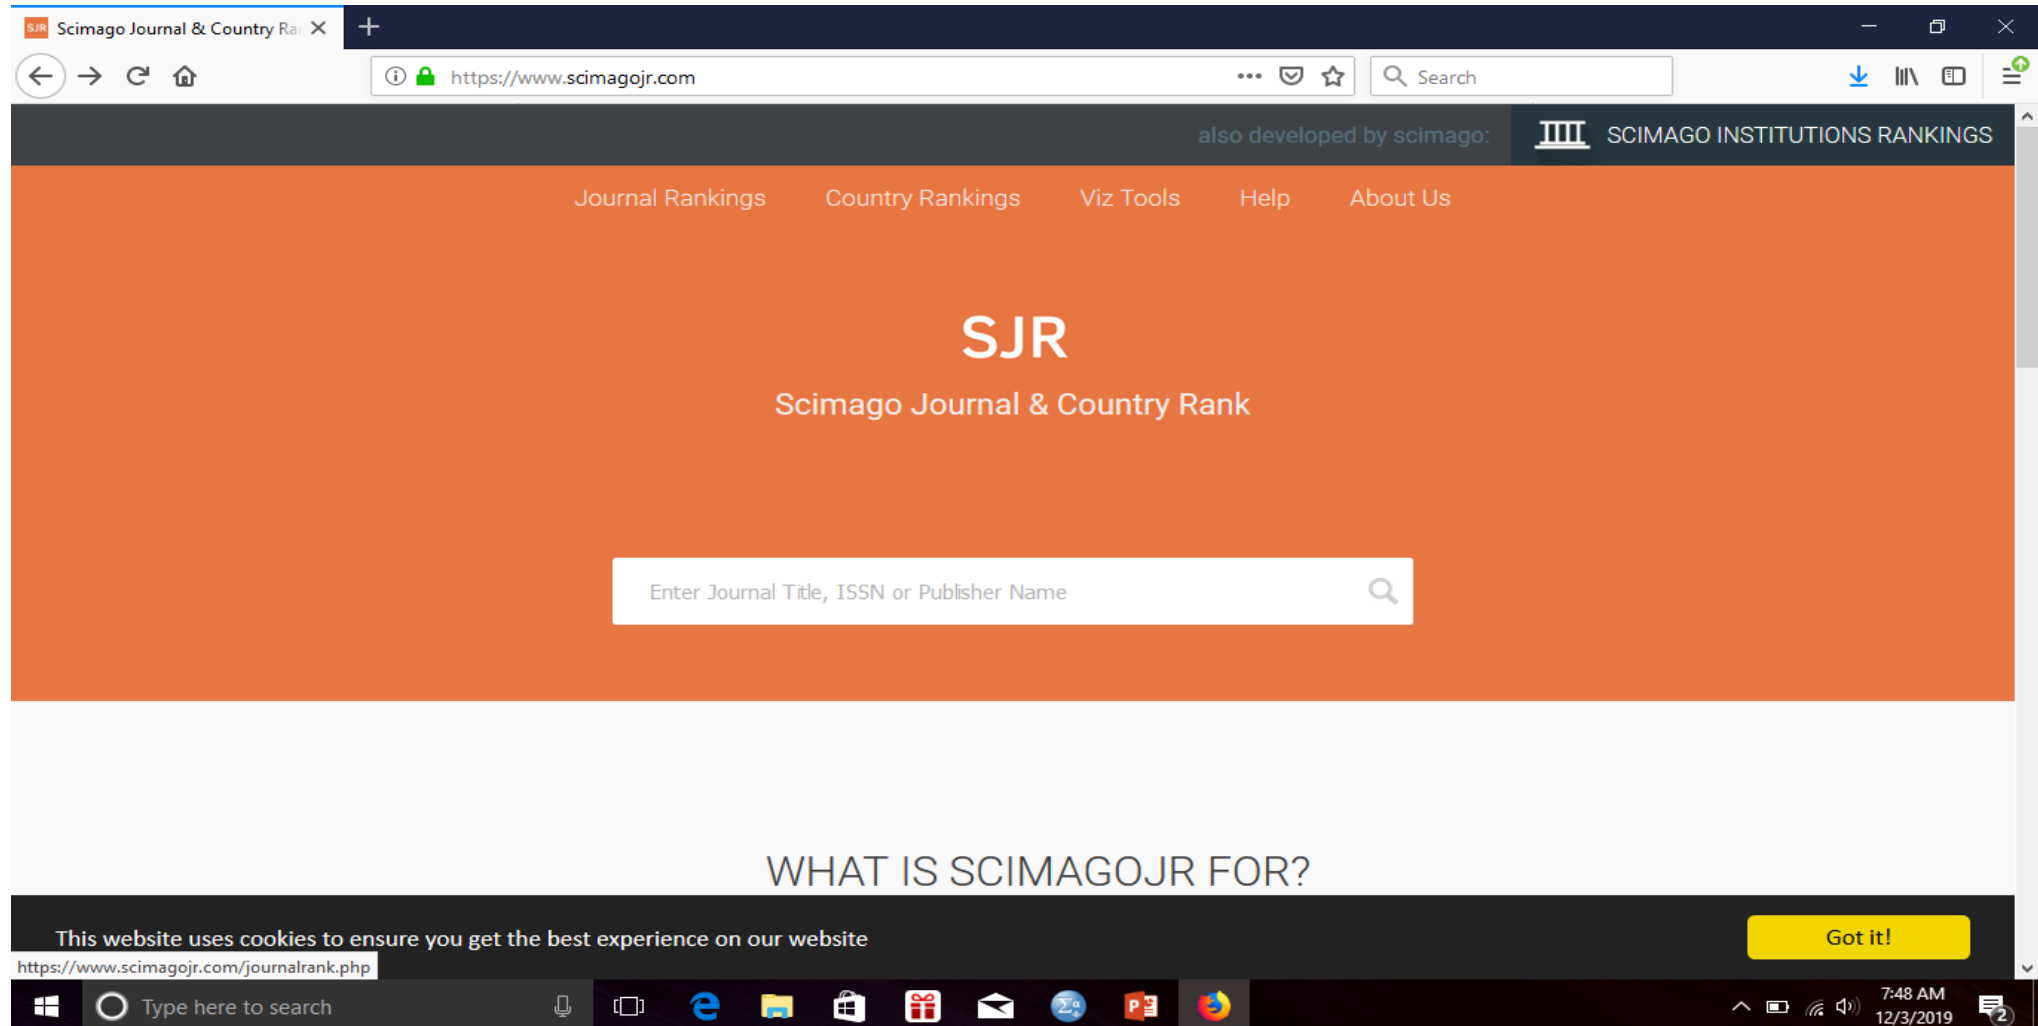 SJR Scimago Journal & Country Ra
https://www.scimagojr.com
Search
also developed by scimago:
SCIMAGO INSTITUTIONS RANKINGS
Journal Rankings Country Rankings Viz Tools Help About Us
SJR
Scimago Journal & Country Rank
Enter Journal Title, ISSN or Publisher Name
WHAT IS SCIMAGOJR FOR?
This website uses cookies to ensure you get the best experience on our website
Got it!
https://www.scimagojr.com/journalrank.php
Type here to search
7:48 AM
12/3/2019
2